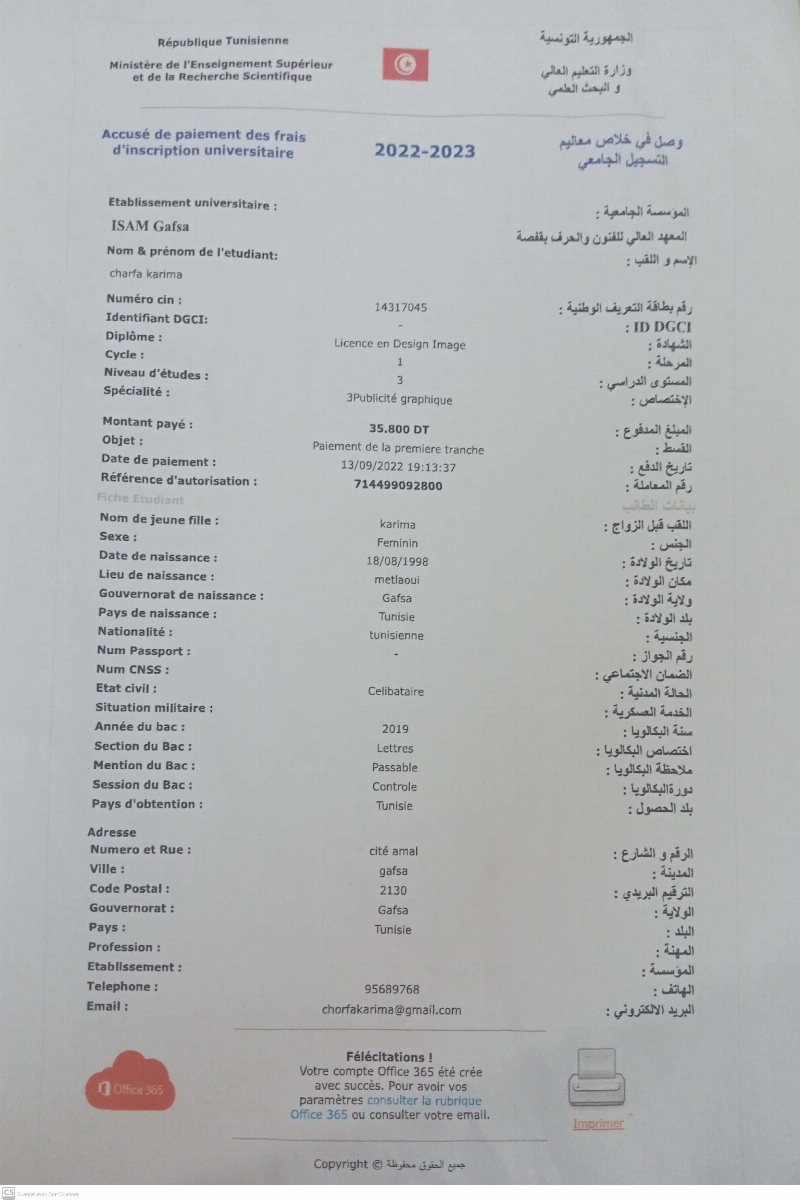 République Tunisienne
الجمهورية التونسية
Ministère de l'Enseignement Supérieur
et de la Recherche Scientifique
وزارة التعليم العالي
و البحث العلمي
Accusé de paiement des frais
d'inscription universitaire
2022-2023
وصل في خلاص معاليم
التسجيل الجامعي
Etablissement universitaire :
المؤسسة الجامعية :
ISAM Gafsa
المعهد العالي للفنون والحرف بقفصة
Nom & prénom de l'etudiant:
الإسم و اللقب :
charfa karima
Numéro cin : 14317045 رقم بطاقة التعريف الوطنية :
Identifiant DGCI: - ID DGCI :
Diplôme : Licence en Design Image الشهادة :
Cycle : 1 المرحلة :
Niveau d'études : 3 المستوى الدراسي :
Spécialité : 3Publicité graphique الإختصاص :
Montant payé : 35.800 DT المبلغ المدفوع :
Objet : Paiement de la premiere tranche القسط :
Date de paiement : 13/09/2022 19:13:37 تاريخ الدفع :
Référence d'autorisation : 714499092800 رقم المعاملة :
Fiche Etudiant بيانات الطالب
Nom de jeune fille : karima اللقب قبل الزواج :
Sexe : Feminin الجنس :
Date de naissance : 18/08/1998 تاريخ الولادة :
Lieu de naissance : metlaoui مكان الولادة :
Gouvernorat de naissance : Gafsa ولاية الولادة :
Pays de naissance : Tunisie بلد الولادة :
Nationalité : tunisienne الجنسية :
Num Passport : - رقم الجواز :
Num CNSS : الضمان الاجتماعي :
Etat civil : Celibataire الحالة المدنية :
Situation militaire : الخدمة العسكرية :
Année du bac : 2019 سنة البكالويا :
Section du Bac : Lettres اختصاص البكالويا :
Mention du Bac : Passable ملاحظة البكالويا :
Session du Bac : Controle دورةالبكالويا :
Pays d'obtention : Tunisie بلد الحصول :
Adresse
Numero et Rue : cité amal الرقم و الشارع :
Ville : gafsa المدينة :
Code Postal : 2130 الترقيم البريدي :
Gouvernorat : Gafsa الولاية :
Pays : Tunisie البلد :
Profession : المهنة :
Etablissement : المؤسسة :
Telephone : 95689768 الهاتف :
Email : chorfakarima@gmail.com البريد الالكتروني :
Office 365
Félécitations !
Votre compte Office 365 été crée
avec succès. Pour avoir vos
paramètres consulter la rubrique
Office 365 ou consulter votre email.
Imprimer
Copyright © جميع الحقوق محفوظة
CS Scanné avec CamScanner